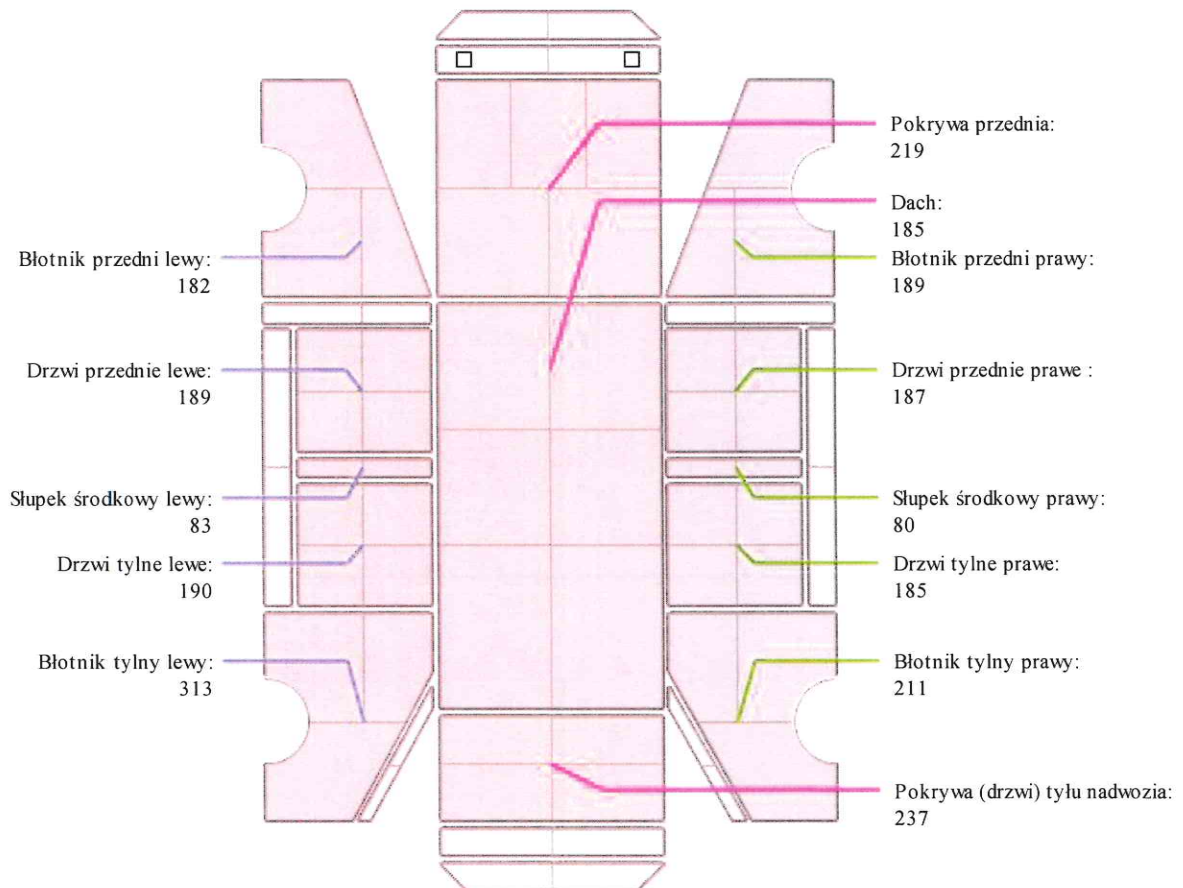 Pokrywa przednia:
219
Dach:
185
Błotnik przedni lewy:
182
Błotnik przedni prawy:
189
Drzwi przednie lewe:
189
Drzwi przednie prawe :
187
Słupek środkowy lewy:
83
Słupek środkowy prawy:
80
Drzwi tylne lewe:
190
Drzwi tylne prawe:
185
Błotnik tylny lewy:
313
Błotnik tylny prawy:
211
Pokrywa (drzwi) tyłu nadwozia:
237